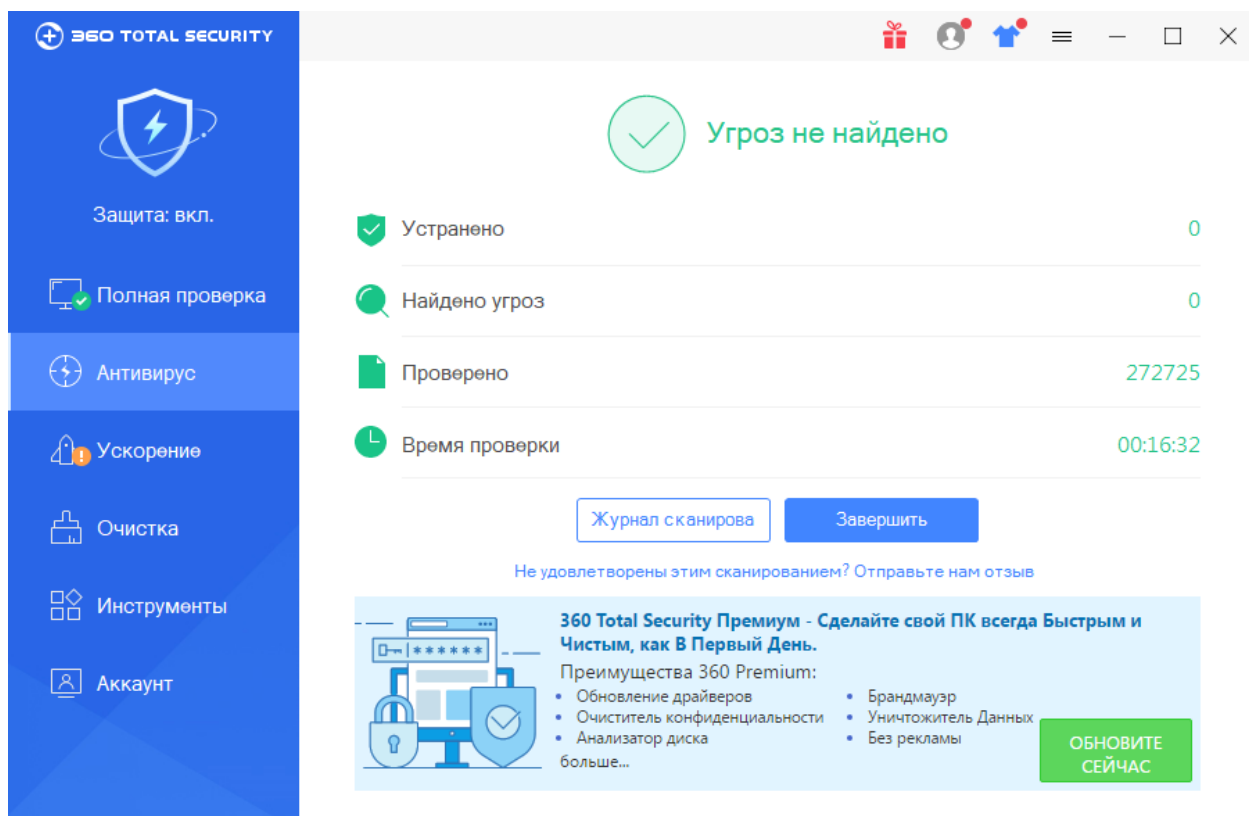 360 TOTAL SECURITY
Защита: вкл.
Полная проверка
Антивирус
Ускорение
Очистка
Инструменты
Аккаунт
Угроз не найдено
Устранено 0
Найдено угроз 0
Проверено 272725
Время проверки 00:16:32
Журнал сканирова Завершить
Не удовлетворены этим сканированием? Отправьте нам отзыв
******
360 Total Security Премиум - Сделайте свой ПК всегда Быстрым и
Чистым, как В Первый День.
Преимущества 360 Premium:
• Обновление драйверов • Брандмауэр
• Очиститель конфиденциальности • Уничтожитель Данных
• Анализатор диска • Без рекламы
больше...
ОБНОВИТЕ
СЕЙЧАС